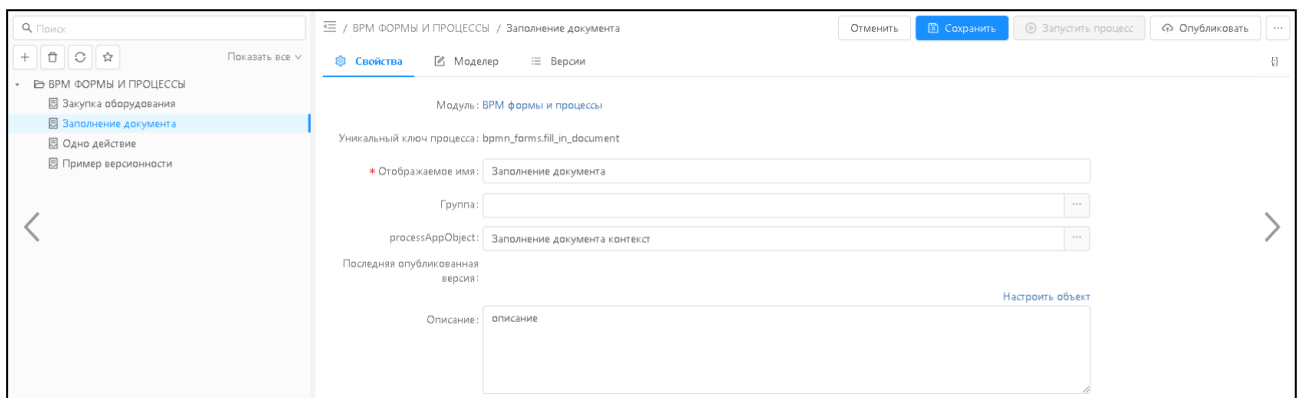 Поиск
Показать все
BPM ФОРМЫ И ПРОЦЕССЫ
Закупка оборудования
Заполнение документа
Одно действие
Пример версионности
/ BPM ФОРМЫ И ПРОЦЕССЫ / Заполнение документа
Отменить
Сохранить
Запустить процесс
Опубликовать
Свойства
Моделер
Версии
Модуль: BPM формы и процессы
Уникальный ключ процесса: bpmn_forms.fill_in_document
* Отображаемое имя: Заполнение документа
Группа:
processAppObject: Заполнение документа контекст
Последняя опубликованная
версия:
Настроить объект
Описание: описание